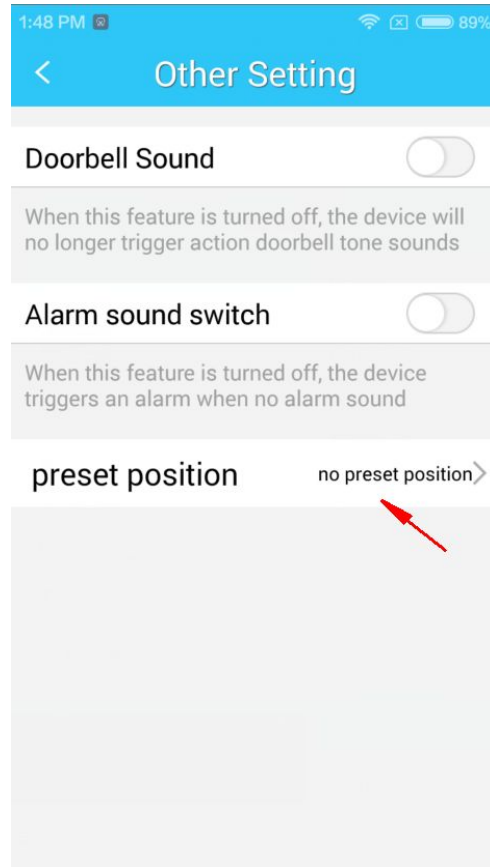 1:48 PM 89%
Other Setting
Doorbell Sound
When this feature is turned off, the device will
no longer trigger action doorbell tone sounds
Alarm sound switch
When this feature is turned off, the device
triggers an alarm when no alarm sound
preset position no preset position